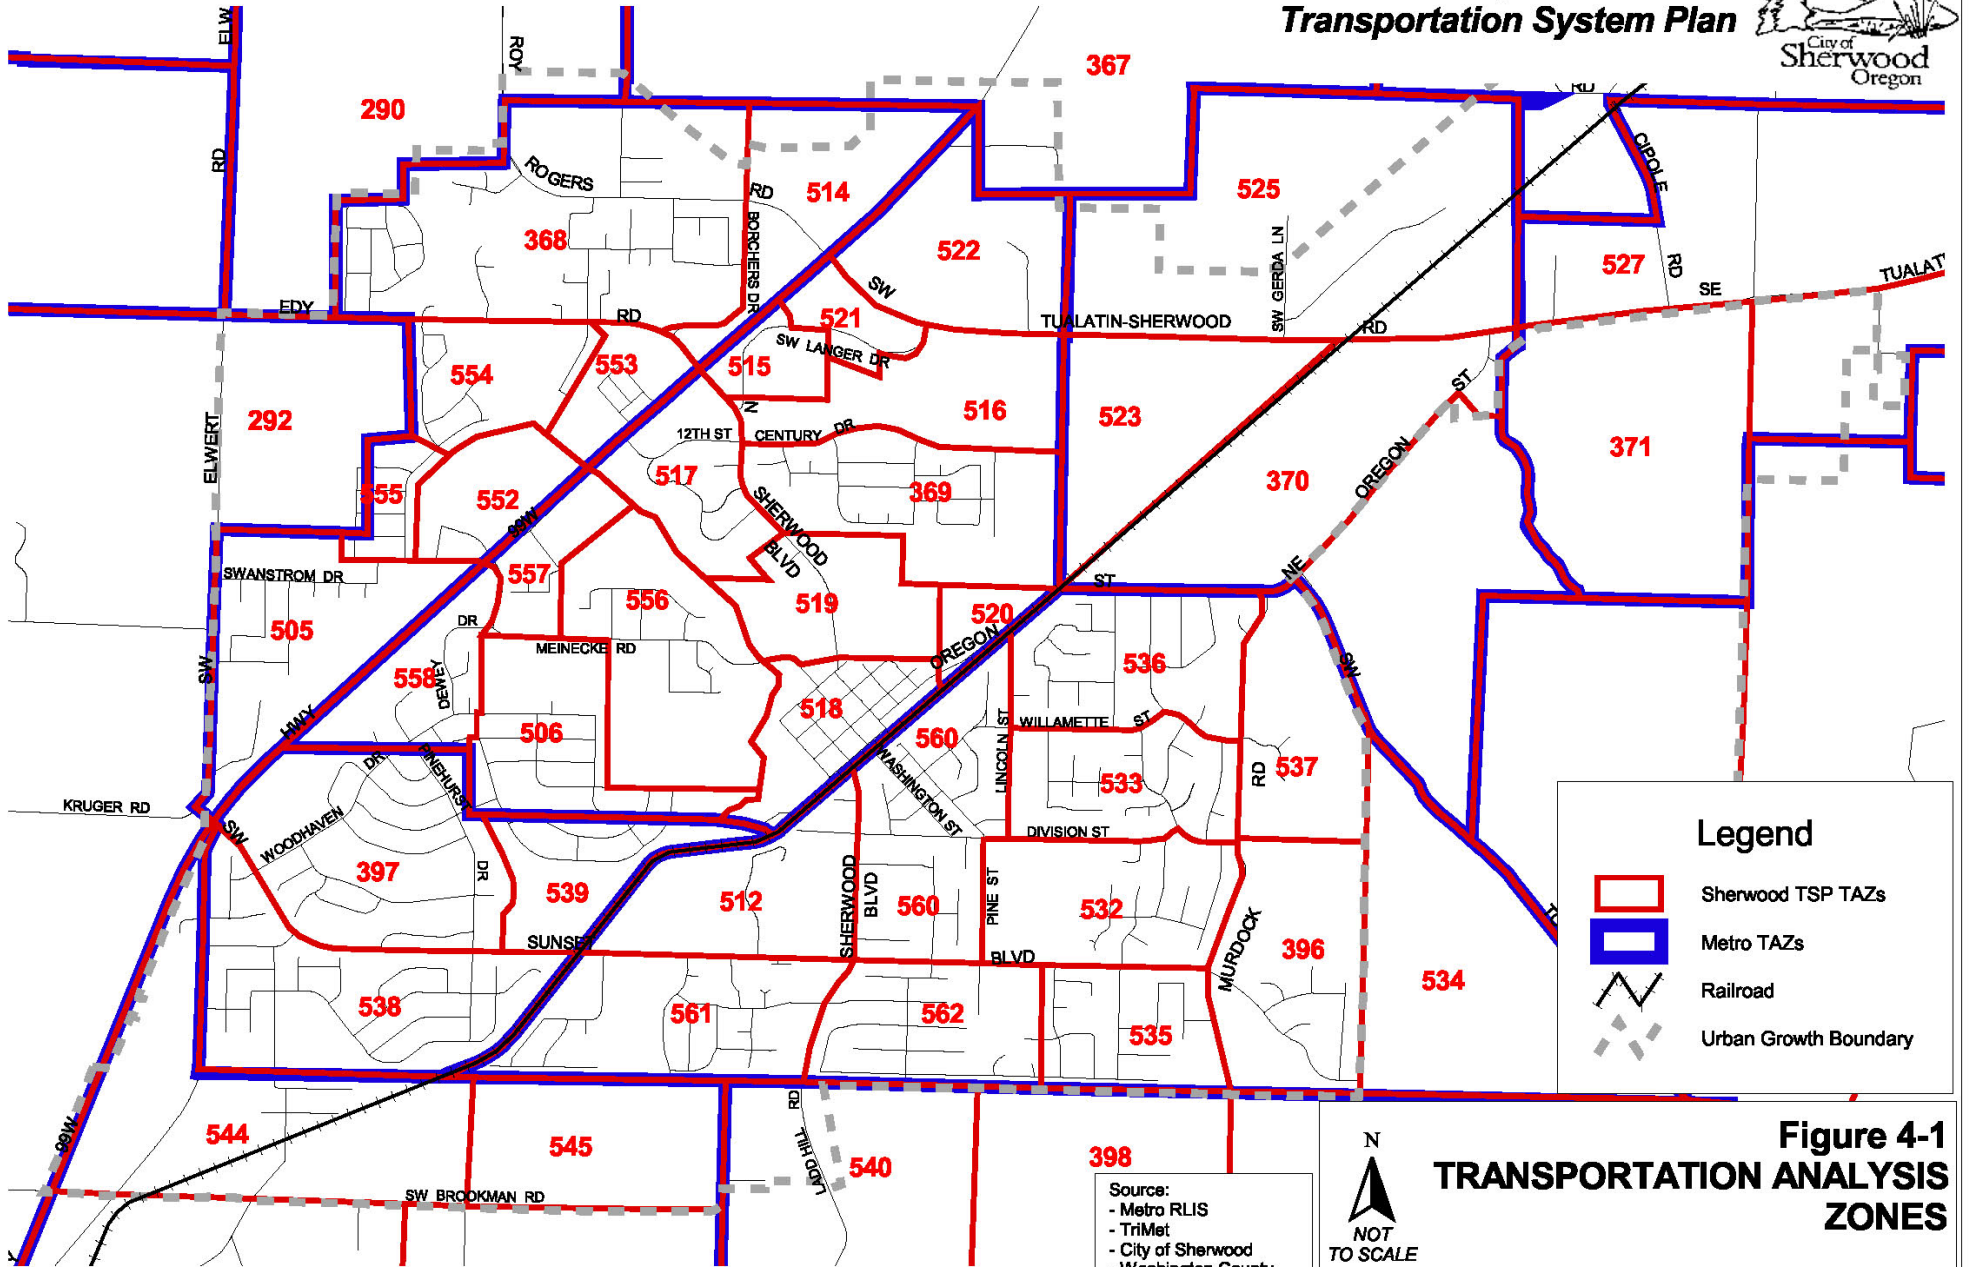 Transportation System Plan
City of
Sherwood
Oregon
ELW
ROY
367
290
RD
RD
CIPOLE
ROGERS
RD
514
525
368
BORCHERS DR
522
SW GERDA LN
527
RD
SW
SE
TUALAT
EDY
RD
521
TUALATIN-SHERWOOD
RD
SW LANGER DR
554
553
515
ST
292
ELWERT
N
516
523
371
12TH ST
CENTURY
DR
OREGON
517
555
552
369
370
SHERWOOD
BLVD
99W
NE
SWANSTROM DR
557
556
519
ST
520
505
DR
MEINECKE RD
OREGON
536
SW
SW
558
DEWEY
518
HWY
506
560
LINCOLN ST
WILLAMETTE
ST
DR
PINEHURST
WASHINGTON ST
533
RD
537
KRUGER RD
SW
WOODHAVEN
DIVISION ST
397
DR
539
512
SHERWOOD
BLVD
560
PINE ST
532
MURDOCK
396
534
SUNSET
BLVD
538
561
562
535
Legend
Sherwood TSP TAZs
Metro TAZs
Railroad
Urban Growth Boundary
99W
544
545
RD
LADD HILL
540
398
SW BROOKMAN RD
Source:
- Metro RLIS
- TriMet
- City of Sherwood
- Washington County
N
NOT
TO SCALE
Figure 4-1
TRANSPORTATION ANALYSIS
ZONES